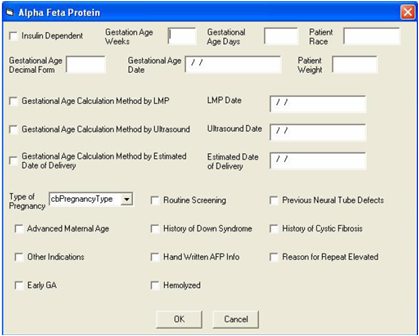 Alpha Feta Protein
Insulin Dependent
Gestation Age
Weeks
Gestational
Age Days
Patient
Race
Gestational Age
Decimal Form
Gestational Age
Date
/ /
Patient
Weight
Gestational Age Calculation Method by LMP
LMP Date
/ /
Gestational Age Calculation Method by Ultrasound
Ultrasound Date
/ /
Gestational Age Calculation Method by Estimated
Date of Delivery
Estimated Date
of Delivery
/ /
Type of
Pregnancy
cbPregnancyType
Routine Screening
Previous Neural Tube Defects
Advanced Maternal Age
History of Down Syndrome
History of Cystic Fibrosis
Other Indications
Hand Written AFP Info
Reason for Repeat Elevated
Early GA
Hemolyzed
OK
Cancel